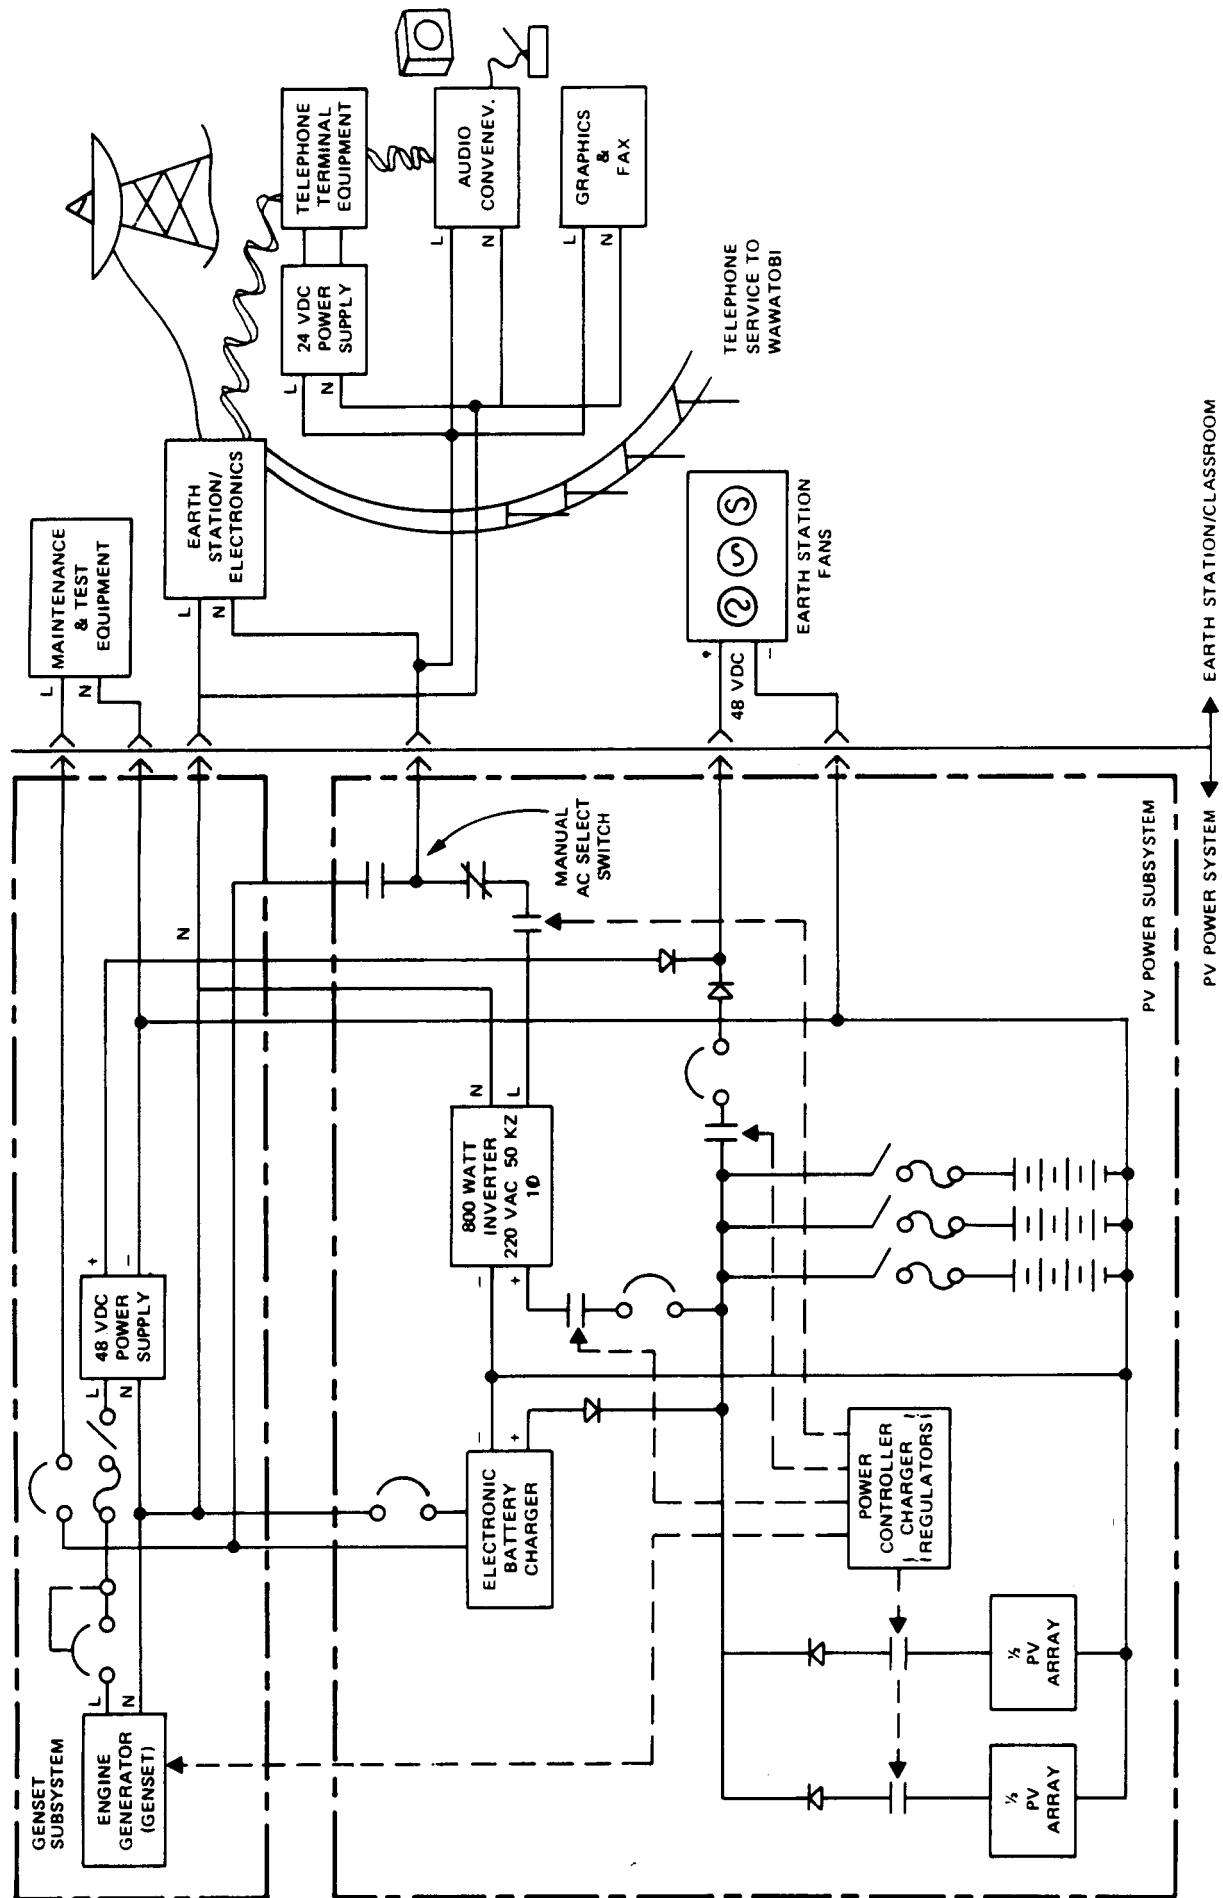 GENSET
SUBSYSTEM
ENGINE
GENERATOR
(GENSET)
L
N
L
N
48 VDC
POWER
SUPPLY
+
−
N
L
N
MAINTENANCE
& TEST
EQUIPMENT
L
N
EARTH
STATION/
ELECTRONICS
L
N
24 VDC
POWER
SUPPLY
TELEPHONE
TERMINAL
EQUIPMENT
L
N
AUDIO
CONVENEV.
L
N
GRAPHICS
&
FAX
TELEPHONE
SERVICE TO
WAWATOBI
MANUAL
AC SELECT
SWITCH
ELECTRONIC
BATTERY
CHARGER
−
+
−
+
800 WATT
INVERTER
220 VAC 50 KZ
1Ø
N
L
+
48 VDC
−
EARTH STATION
FANS
POWER
CONTROLLER
CHARGER
REGULATORS
½
PV
ARRAY
½
PV
ARRAY
PV POWER SUBSYSTEM
PV POWER SYSTEM
EARTH STATION/CLASSROOM